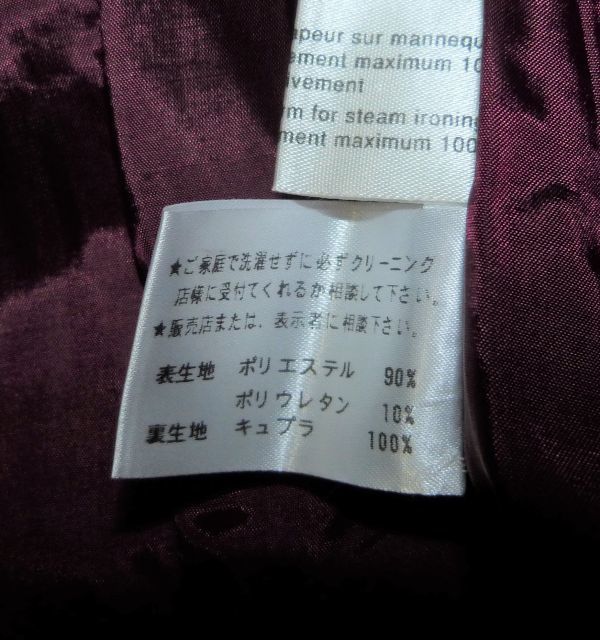 peur sur mannequ
ement maximum 10
vement
m for steam ironing
ment maximum 100
★ご家庭で洗濯せずに必ずクリーニング
店様に受付てくれるか相談して下さい。
★販売店または、表示者に相談下さい。
表生地 ポリエステル 90%
ポリウレタン 10%
裏生地 キュプラ 100%